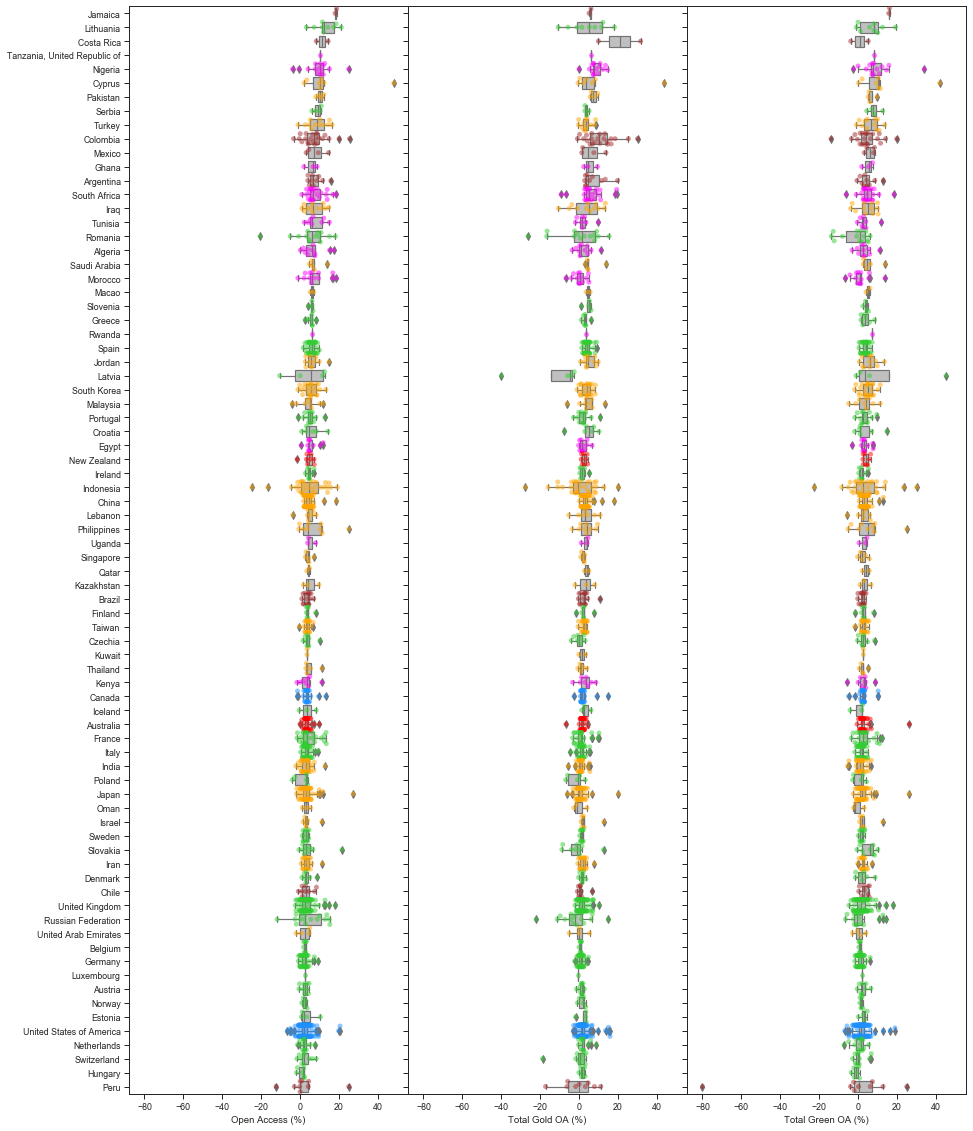 Jamaica
Lithuania
Costa Rica
Tanzania, United Republic of
Nigeria
Cyprus
Pakistan
Serbia
Turkey
Colombia
Mexico
Ghana
Argentina
South Africa
Iraq
Tunisia
Romania
Algeria
Saudi Arabia
Morocco
Macao
Slovenia
Greece
Rwanda
Spain
Jordan
Latvia
South Korea
Malaysia
Portugal
Croatia
Egypt
New Zealand
Ireland
Indonesia
China
Lebanon
Philippines
Uganda
Singapore
Qatar
Kazakhstan
Brazil
Finland
Taiwan
Czechia
Kuwait
Thailand
Kenya
Canada
Iceland
Australia
France
Italy
India
Poland
Japan
Oman
Israel
Sweden
Slovakia
Iran
Denmark
Chile
United Kingdom
Russian Federation
United Arab Emirates
Belgium
Germany
Luxembourg
Austria
Norway
Estonia
United States of America
Netherlands
Switzerland
Hungary
Peru
−80 −60 −40 −20 0 20 40 −80 −60 −40 −20 0 20 40 −80 −60 −40 −20 0 20 40
Open Access (%) Total Gold OA (%) Total Green OA (%)